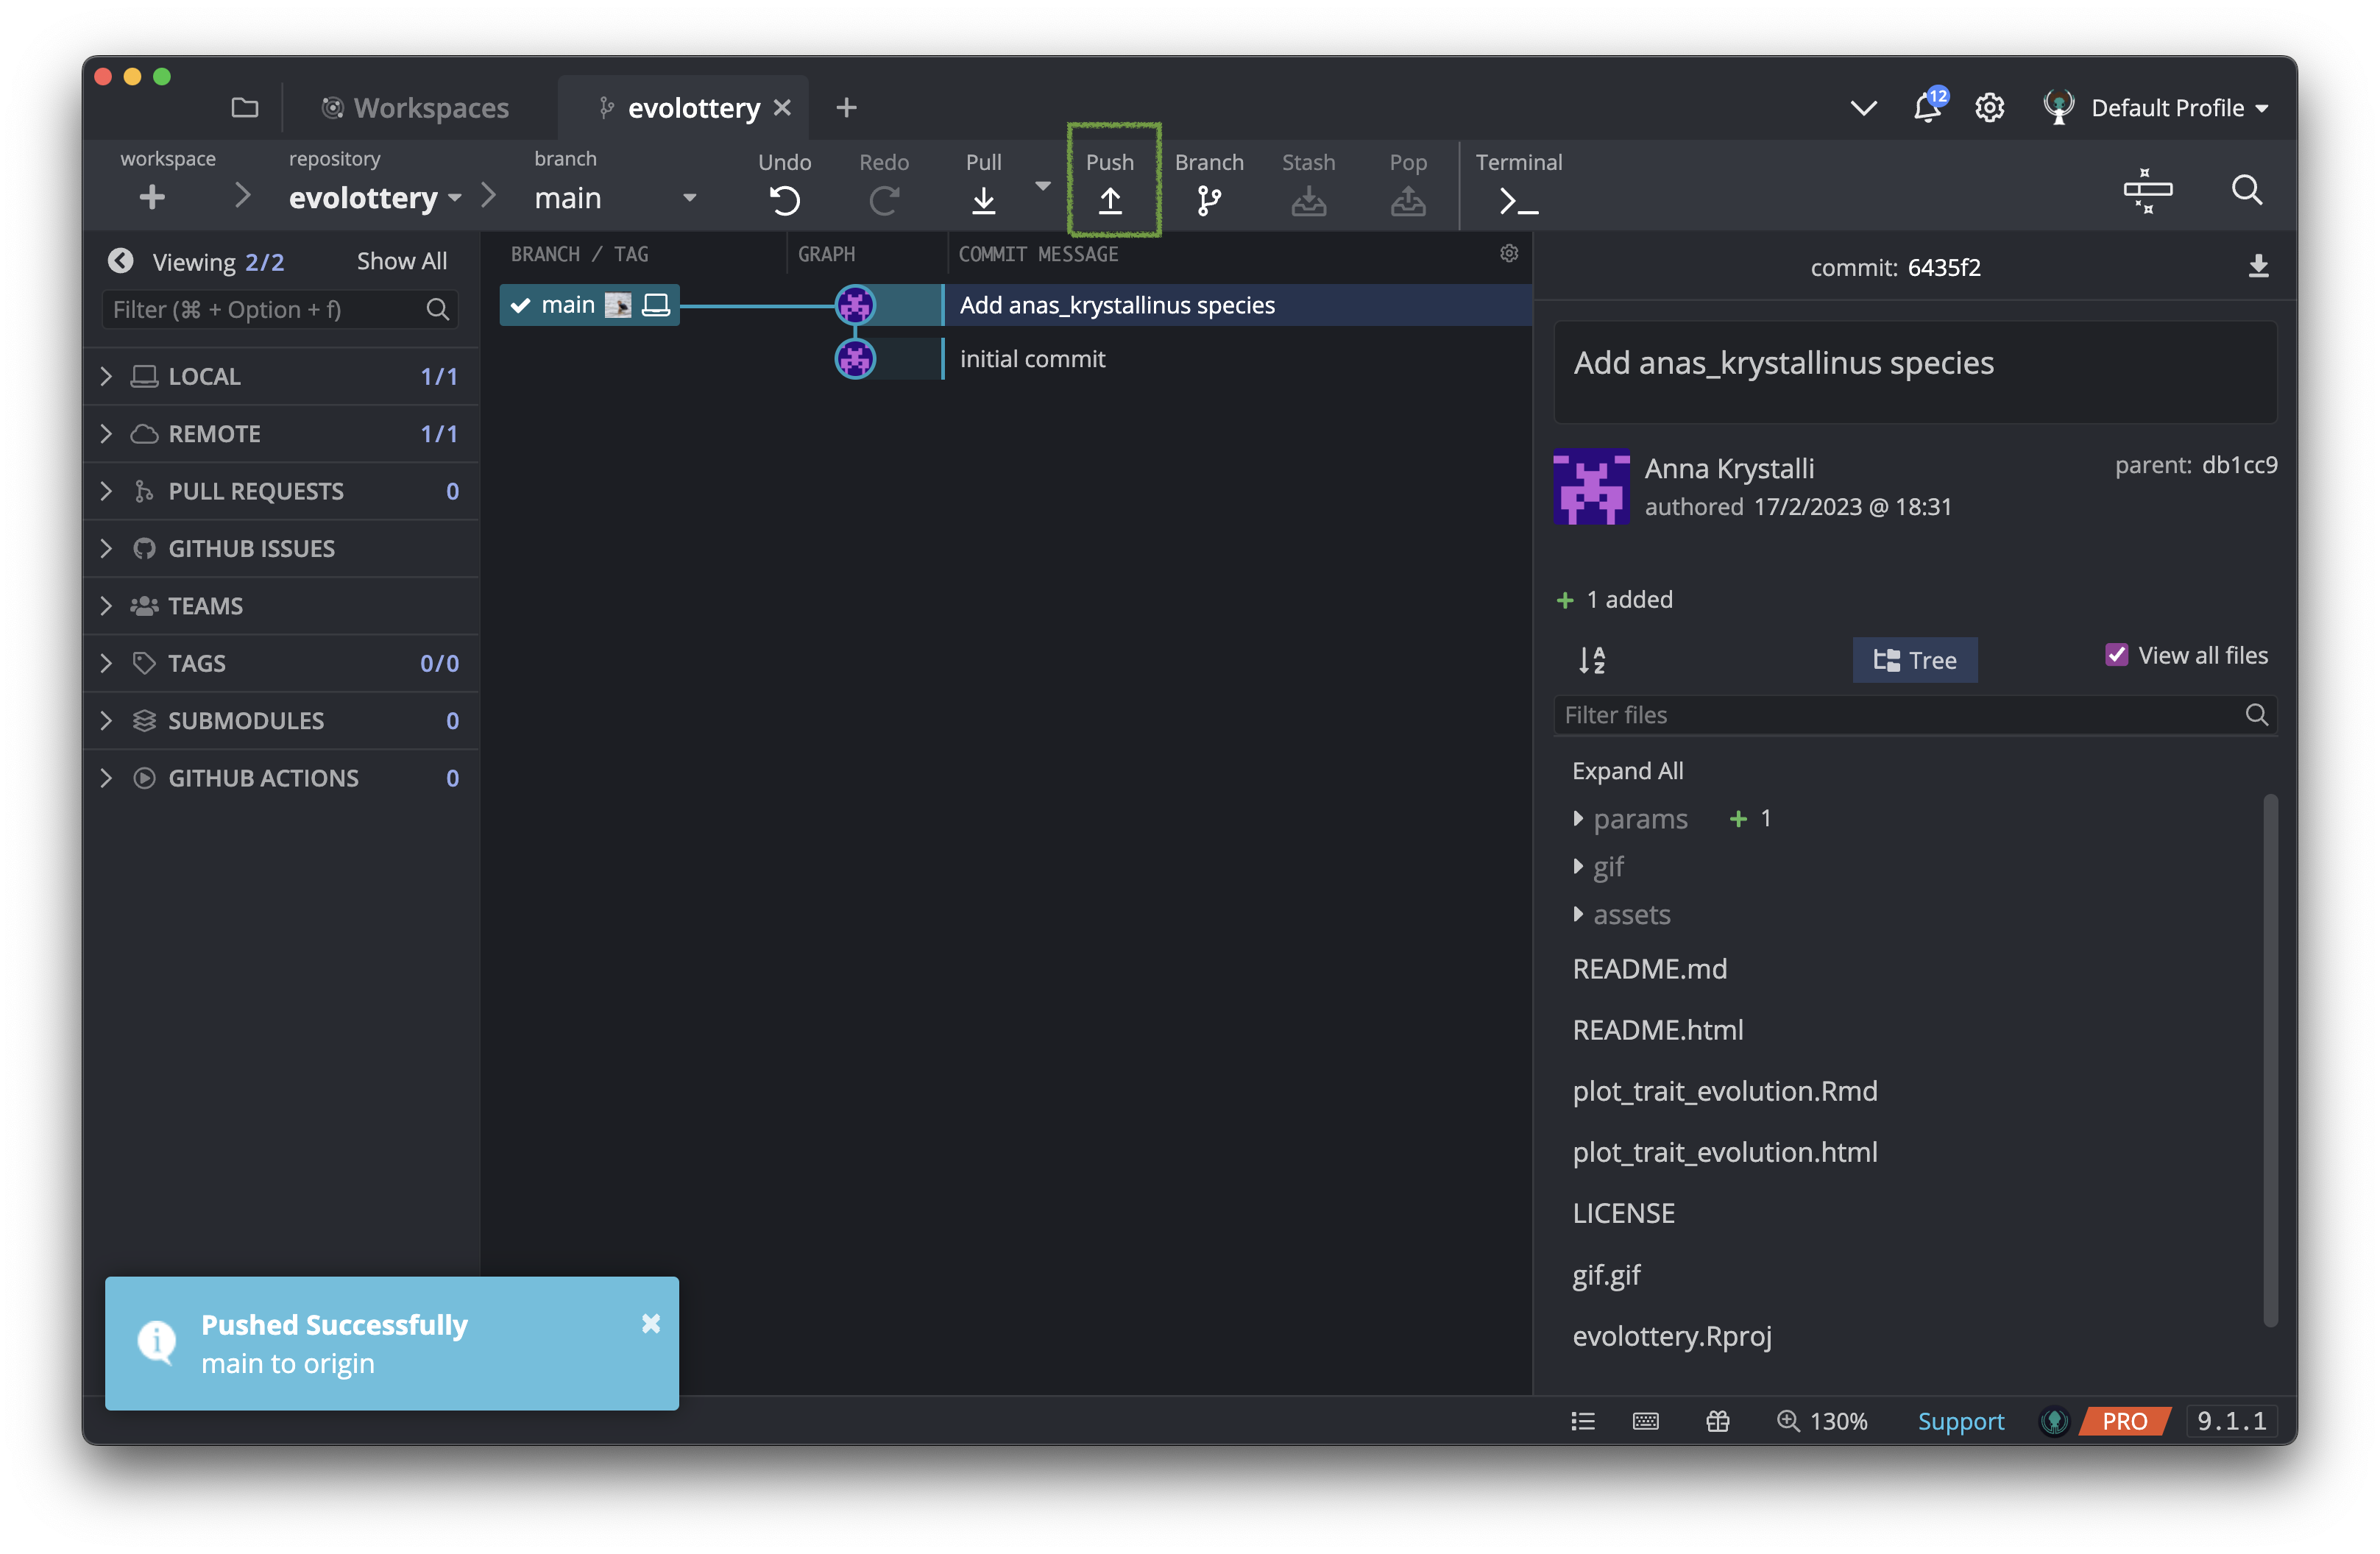 Workspaces
evolottery
12
Default Profile
workspace
repository
evolottery
branch
main
Undo
Redo
Pull
Push
Branch
Stash
Pop
Terminal
Viewing 2/2
Show All
Filter (⌘ + Option + f)
LOCAL 1/1
REMOTE 1/1
PULL REQUESTS 0
GITHUB ISSUES
TEAMS
TAGS 0/0
SUBMODULES 0
GITHUB ACTIONS 0
BRANCH / TAG
GRAPH
COMMIT MESSAGE
main
Add anas_krystallinus species
initial commit
commit: 6435f2
Add anas_krystallinus species
Anna Krystalli
parent: db1cc9
authored 17/2/2023 @ 18:31
+ 1 added
Tree
View all files
Filter files
Expand All
params + 1
gif
assets
README.md
README.html
plot_trait_evolution.Rmd
plot_trait_evolution.html
LICENSE
gif.gif
evolottery.Rproj
Pushed Successfully
main to origin
130%
Support
PRO
9.1.1